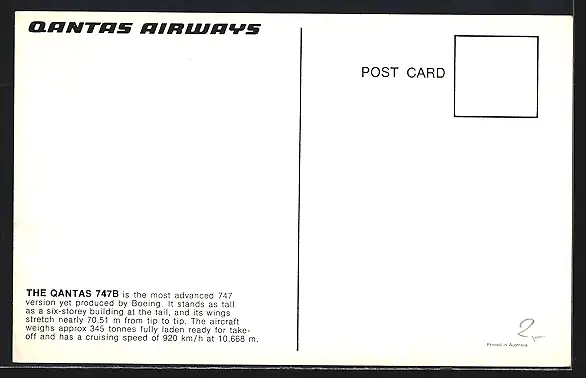 QANTAS AIRWAYS
POST CARD
THE QANTAS 747B is the most advanced 747
version yet produced by Boeing. It stands as tall
as a six-storey building at the tail, and its wings
stretch nearly 70.51 m from tip to tip. The aircraft
weighs approx 345 tonnes fully laden ready for take-
off and has a cruising speed of 920 km/h at 10,668 m.
2,-
Printed in Australia